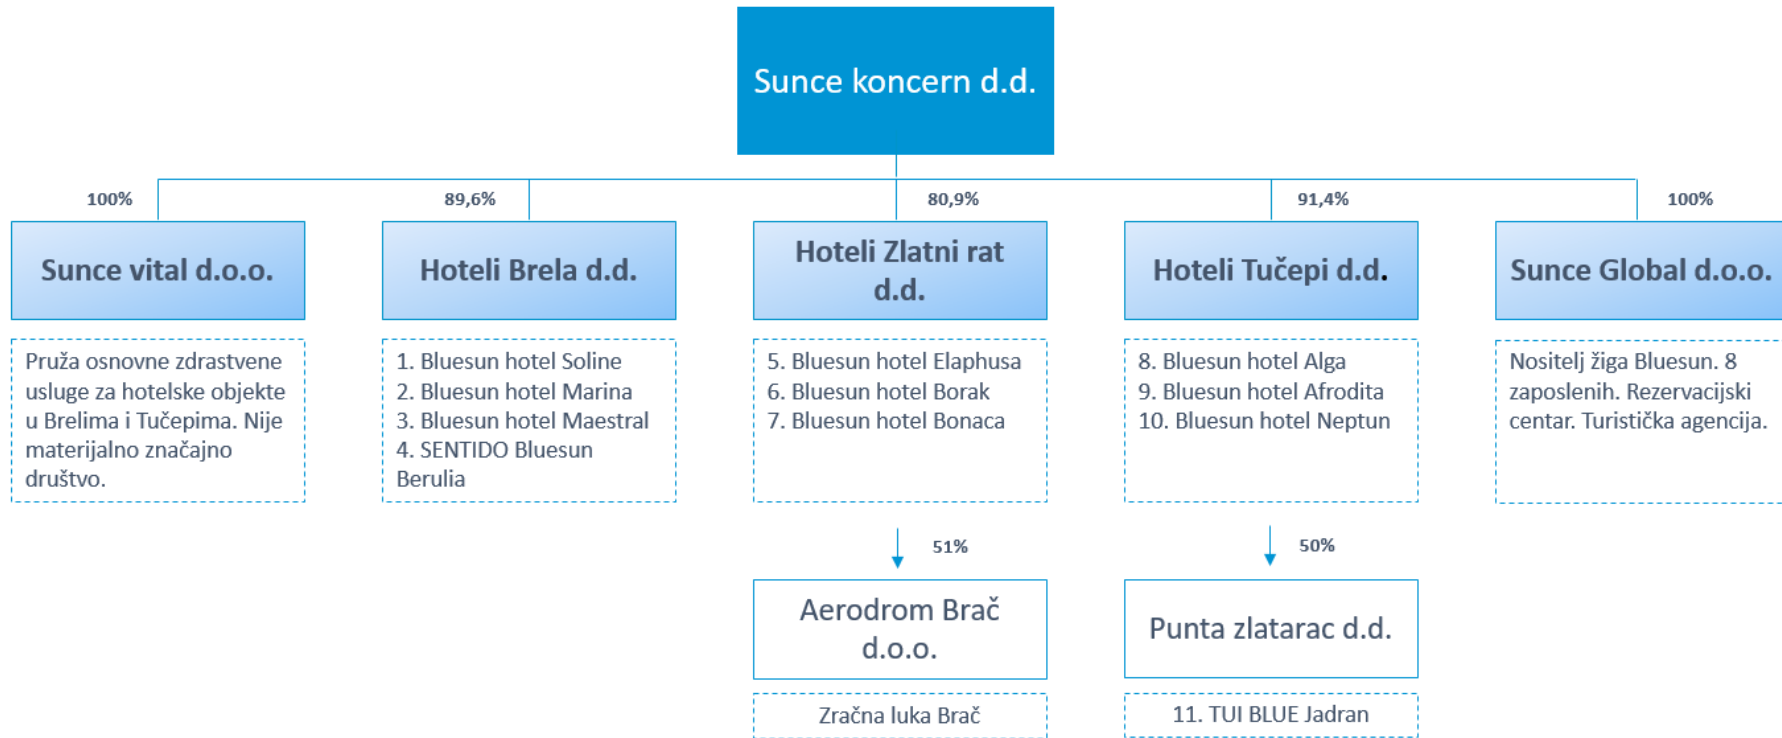 Sunce koncern d.d.
100%
89,6%
80,9%
91,4%
100%
Sunce vital d.o.o.
Hoteli Brela d.d.
Hoteli Zlatni rat
d.d.
Hoteli Tučepi d.d.
Sunce Global d.o.o.
Pruža osnovne zdrastvene
usluge za hotelske objekte
u Brelima i Tučepima. Nije
materijalno značajno
društvo.
1. Bluesun hotel Soline
2. Bluesun hotel Marina
3. Bluesun hotel Maestral
4. SENTIDO Bluesun
Berulia
5. Bluesun hotel Elaphusa
6. Bluesun hotel Borak
7. Bluesun hotel Bonaca
8. Bluesun hotel Alga
9. Bluesun hotel Afrodita
10. Bluesun hotel Neptun
Nositelj žiga Bluesun. 8
zaposlenih. Rezervacijski
centar. Turistička agencija.
51%
50%
Aerodrom Brač
d.o.o.
Punta zlatarac d.d.
Zračna luka Brač
11. TUI BLUE Jadran